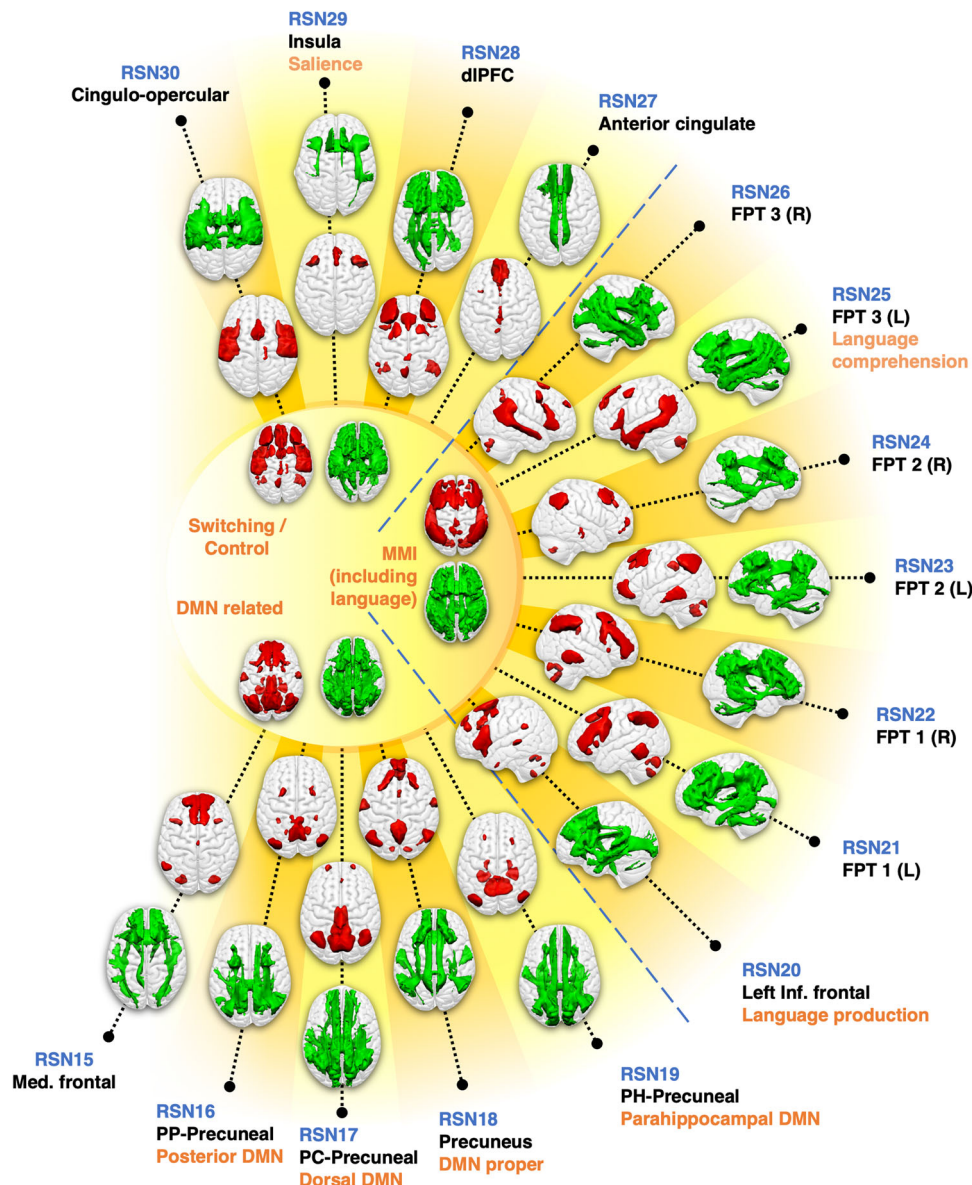 RSN29
Insula
Salience
RSN28
dlPFC
RSN30
Cingulo-opercular
RSN27
Anterior cingulate
RSN26
FPT 3 (R)
RSN25
FPT 3 (L)
Language
comprehension
RSN24
FPT 2 (R)
RSN23
FPT 2 (L)
RSN22
FPT 1 (R)
RSN21
FPT 1 (L)
RSN20
Left Inf. frontal
Language production
RSN19
PH-Precuneal
Parahippocampal DMN
RSN18
Precuneus
DMN proper
RSN17
PC-Precuneal
Dorsal DMN
RSN16
PP-Precuneal
Posterior DMN
RSN15
Med. frontal
Switching /
Control
MMI
(including
language)
DMN related